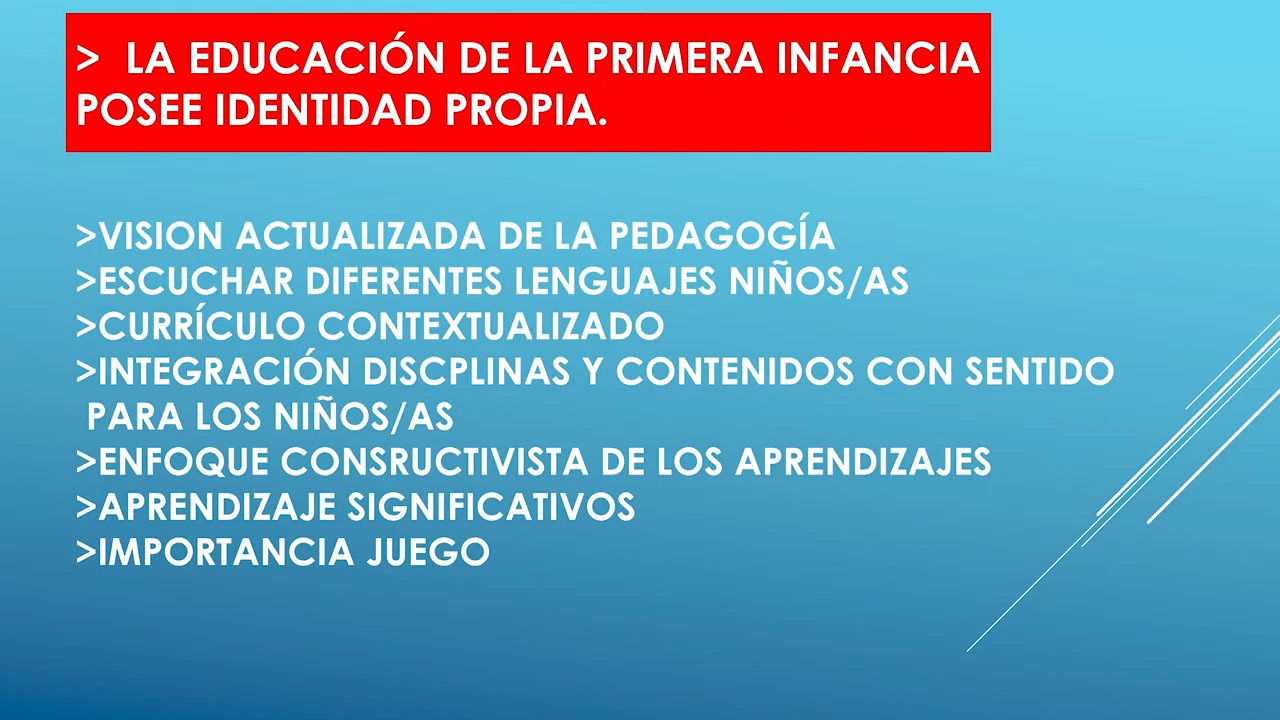 > LA EDUCACIÓN DE LA PRIMERA INFANCIA
POSEE IDENTIDAD PROPIA.
>VISION ACTUALIZADA DE LA PEDAGOGÍA
>ESCUCHAR DIFERENTES LENGUAJES NIÑOS/AS
>CURRÍCULO CONTEXTUALIZADO
>INTEGRACIÓN DISCPLINAS Y CONTENIDOS CON SENTIDO
PARA LOS NIÑOS/AS
>ENFOQUE CONSRUCTIVISTA DE LOS APRENDIZAJES
>APRENDIZAJE SIGNIFICATIVOS
>IMPORTANCIA JUEGO